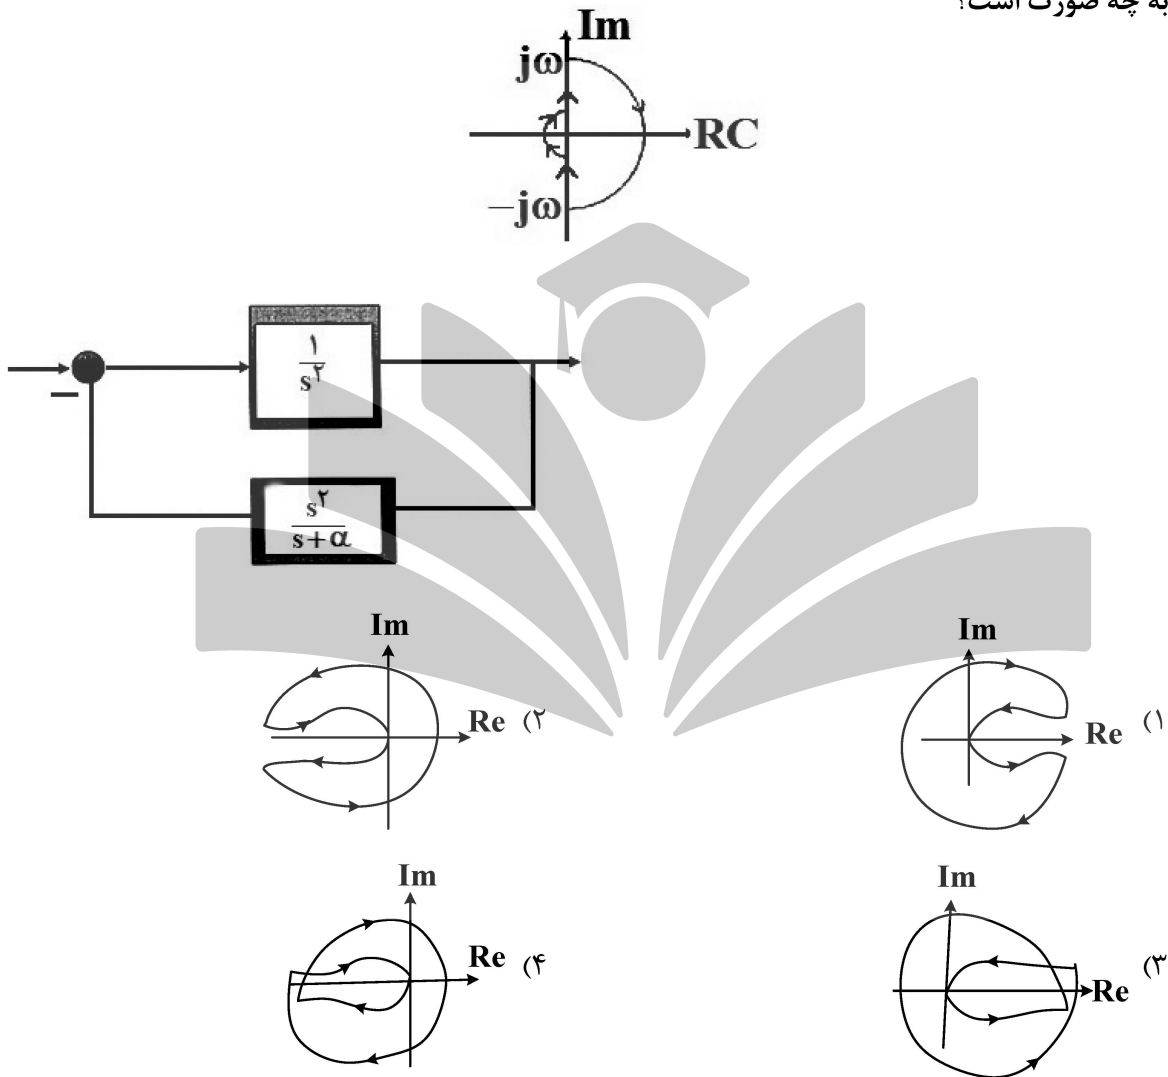 به چه صورت است؟
Im
jω
RC
−jω
۱
s۲
−
s۲
s+α
Im
Re (۱
Im
Re (۲
Im
Re (۳
Im
Re (۴